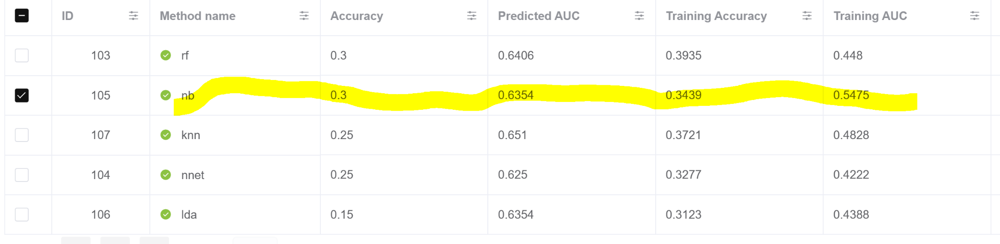 ID Method name Accuracy Predicted AUC Training Accuracy Training AUC
103 rf 0.3 0.6406 0.3935 0.448
105 nb 0.3 0.6354 0.3439 0.5475
107 knn 0.25 0.651 0.3721 0.4828
104 nnet 0.25 0.625 0.3277 0.4222
106 lda 0.15 0.6354 0.3123 0.4388